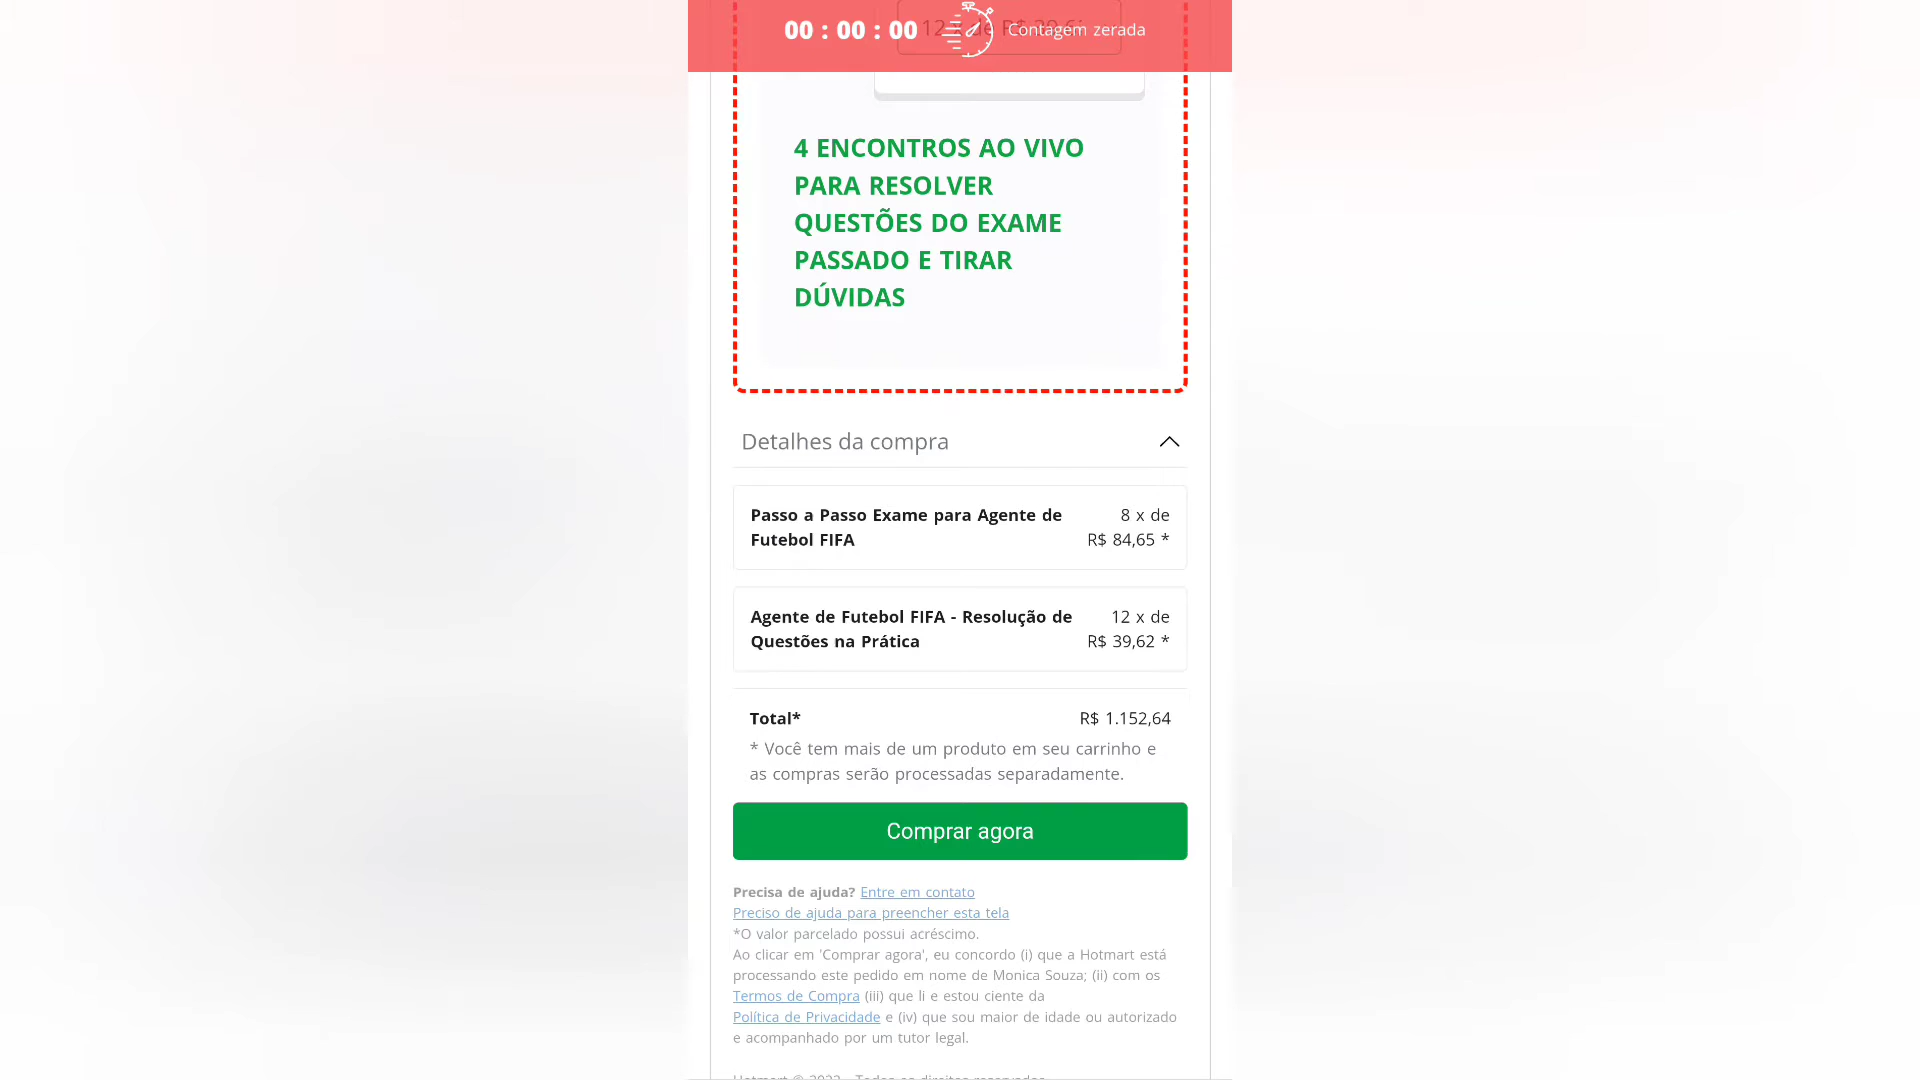 00 : 00 : 00 Contagem zerada
4 ENCONTROS AO VIVO
PARA RESOLVER
QUESTÕES DO EXAME
PASSADO E TIRAR
DÚVIDAS
Detalhes da compra
Passo a Passo Exame para Agente de
Futebol FIFA
8 x de
R$ 84,65 *
Agente de Futebol FIFA - Resolução de
Questões na Prática
12 x de
R$ 39,62 *
Total* R$ 1.152,64
* Você tem mais de um produto em seu carrinho e
as compras serão processadas separadamente.
Comprar agora
Precisa de ajuda? Entre em contato
Preciso de ajuda para preencher esta tela
*O valor parcelado possui acréscimo.
Ao clicar em 'Comprar agora', eu concordo (i) que a Hotmart está
processando este pedido em nome de Monica Souza; (ii) com os
Termos de Compra (iii) que li e estou ciente da
Política de Privacidade e (iv) que sou maior de idade ou autorizado
e acompanhado por um tutor legal.